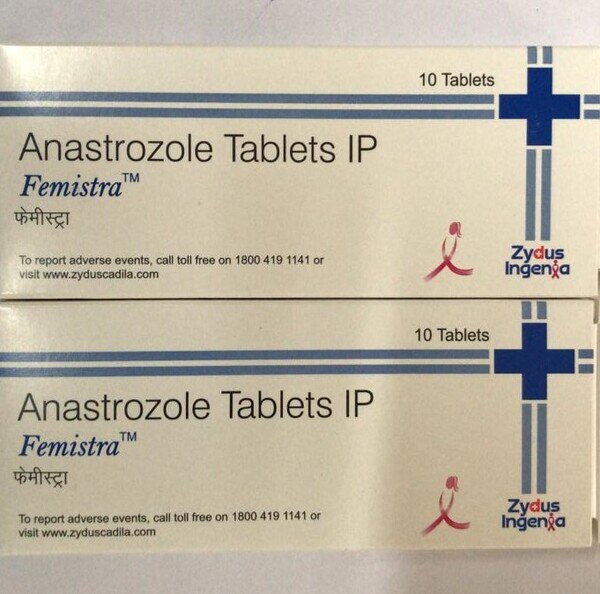 10 Tablets
Anastrozole Tablets IP
Femistra™
फेमीस्ट्रा
To report adverse events, call toll free on 1800 419 1141 or
visit www.zyduscadila.com
Zydus
Ingenia
10 Tablets
Anastrozole Tablets IP
Femistra™
फेमीस्ट्रा
To report adverse events, call toll free on 1800 419 1141 or
visit www.zyduscadila.com
Zydus
Ingenia